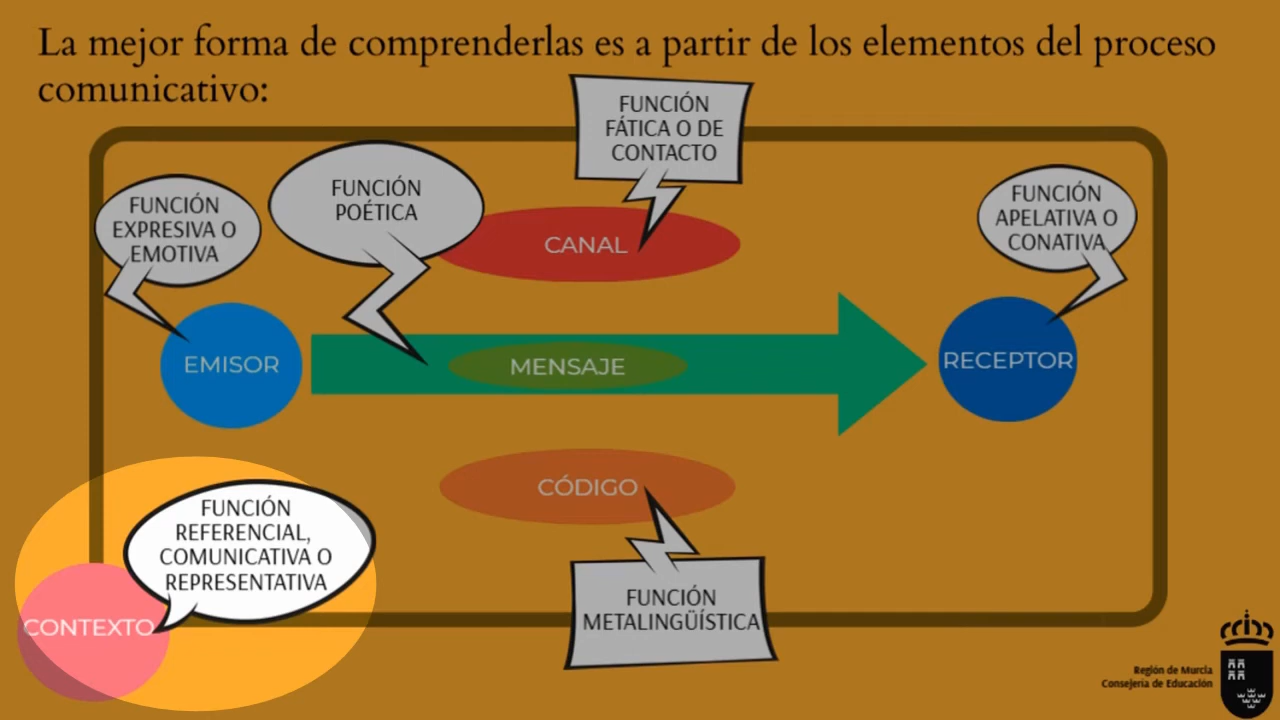 La mejor forma de comprenderlas es a partir de los elementos del proceso
comunicativo:
FUNCIÓN
FÁTICA O DE
CONTACTO
FUNCIÓN
POÉTICA
FUNCIÓN
EXPRESIVA O
EMOTIVA
FUNCIÓN
APELATIVA O
CONATIVA
CANAL
EMISOR
MENSAJE
RECEPTOR
CÓDIGO
FUNCIÓN
REFERENCIAL,
COMUNICATIVA O
REPRESENTATIVA
CONTEXTO
FUNCIÓN
METALINGÜÍSTICA
Región de Murcia
Consejería de Educación